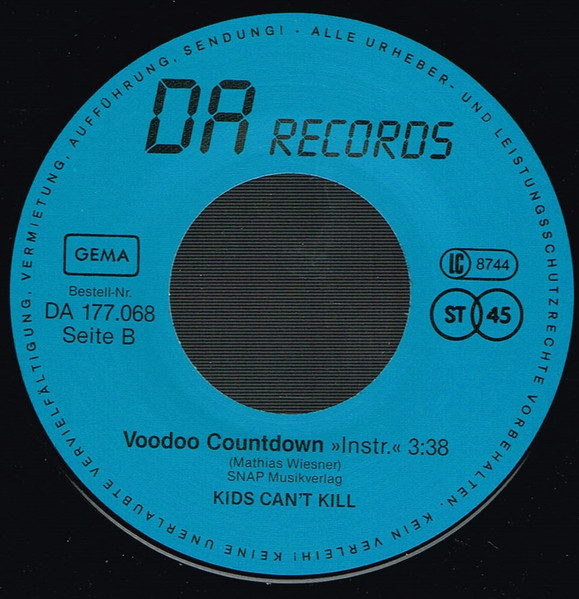 ALLE URHEBER- UND LEISTUNGSSCHUTZRECHTE VORBEHALTEN. KEIN VERLEIH! KEINE UNERLAUBTE VERVIELFÄLTIGUNG, VERMIETUNG, AUFFÜHRUNG, SENDUNG! -
DA RECORDS
GEMA
Bestell-Nr.
DA 177.068
Seite B
LC 8744
ST 45
Voodoo Countdown »Instr.« 3:38
(Mathias Wiesner)
SNAP Musikverlag
KIDS CAN'T KILL